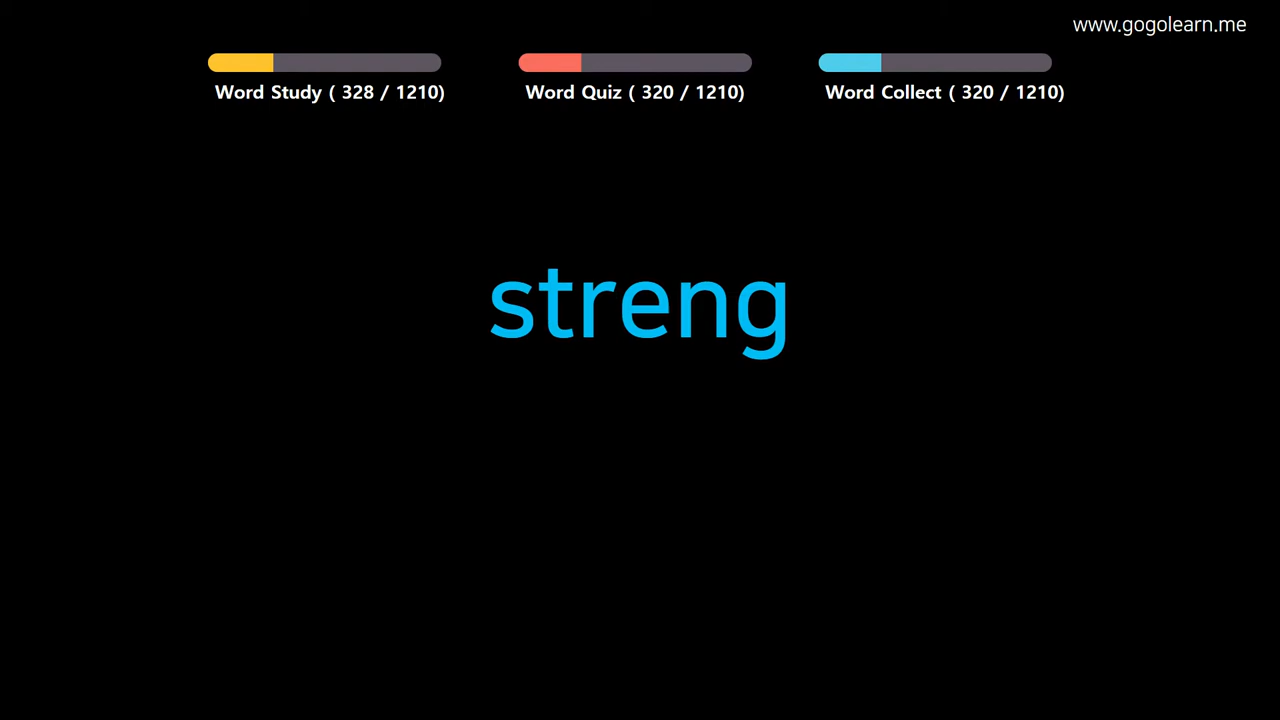 www.gogolearn.me
Word Study ( 328 / 1210)
Word Quiz ( 320 / 1210)
Word Collect ( 320 / 1210)
streng